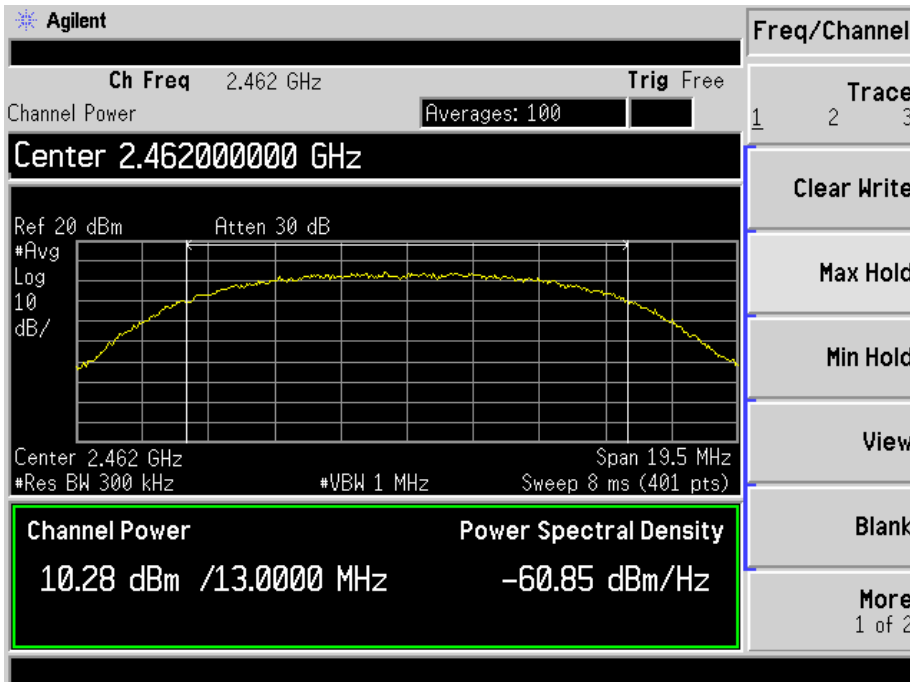 Agilent
Freq/Channel
Ch Freq 2.462 GHz Trig Free
Channel Power Averages: 100
Trace
1 2 3
Center 2.462000000 GHz
Clear Write
Ref 20 dBm Atten 30 dB
#Avg
Log
10
dB/
Max Hold
Min Hold
View
Center 2.462 GHz Span 19.5 MHz
#Res BW 300 kHz #VBW 1 MHz Sweep 8 ms (401 pts)
Channel Power Power Spectral Density
10.28 dBm /13.0000 MHz -60.85 dBm/Hz
Blank
More
1 of 2